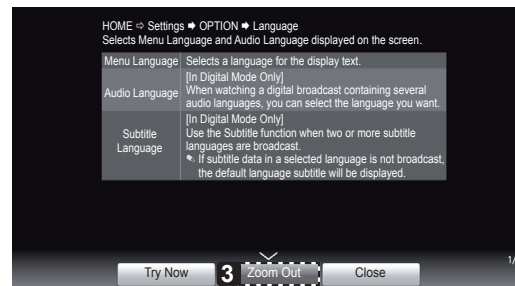 HOME ⇨ Settings ➡ OPTION ➡ Language
Selects Menu Language and Audio Language displayed on the screen.
Menu Language Selects a language for the display text.
Audio Language [In Digital Mode Only]
When watching a digital broadcast containing several
audio languages, you can select the language you want.
Subtitle Language [In Digital Mode Only]
Use the Subtitle function when two or more subtitle
languages are broadcast.
✎ If subtitle data in a selected language is not broadcast,
the default language subtitle will be displayed.
1/
Try Now 3 Zoom Out Close